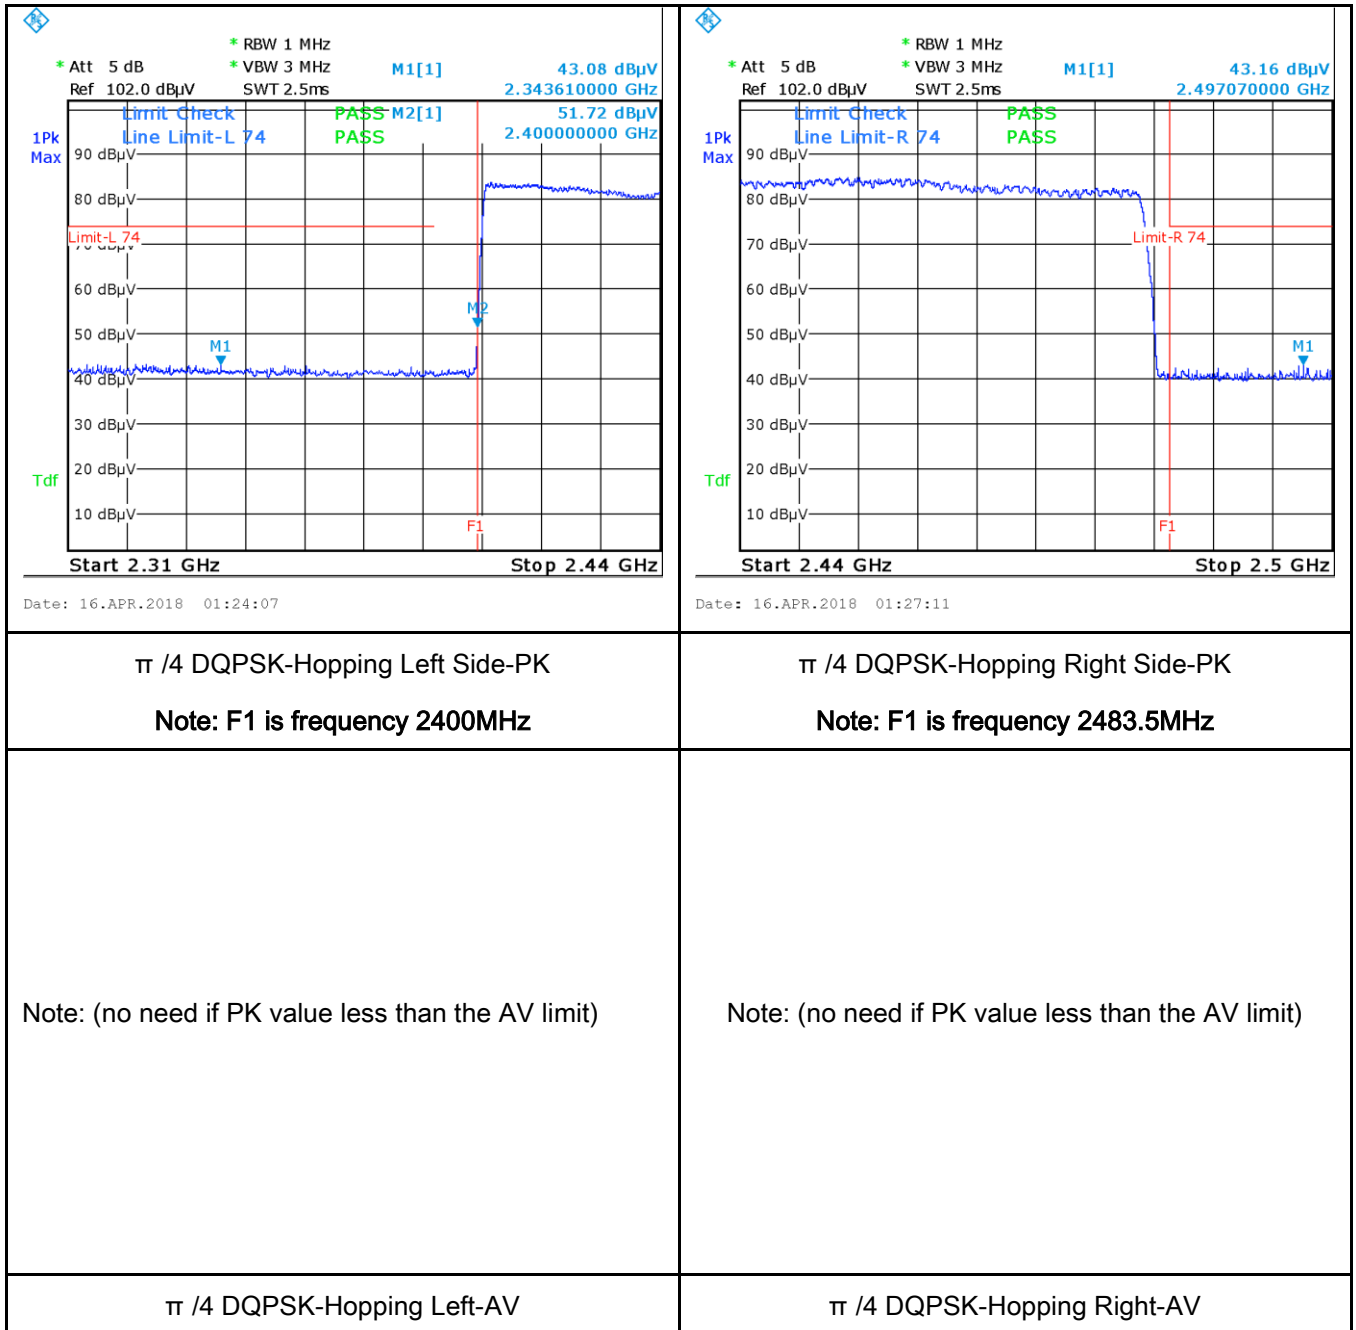 * RBW 1 MHz
* Att 5 dB * VBW 3 MHz M1[1] 43.08 dBµV
Ref 102.0 dBµV SWT 2.5ms 2.343610000 GHz
Limit Check PASS M2[1] 51.72 dBµV
1Pk Line Limit-L 74 PASS 2.400000000 GHz
Max 90 dBµV
80 dBµV
Limit-L 74
70 dBµV
60 dBµV
M2
50 dBµV
M1
40 dBµV
30 dBµV
Tdf 20 dBµV
10 dBµV
F1
Start 2.31 GHz Stop 2.44 GHz
Date: 16.APR.2018 01:24:07
* RBW 1 MHz
* Att 5 dB * VBW 3 MHz M1[1] 43.16 dBµV
Ref 102.0 dBµV SWT 2.5ms 2.497070000 GHz
Limit Check PASS
1Pk Line Limit-R 74 PASS
Max 90 dBµV
80 dBµV
Limit-R 74
70 dBµV
60 dBµV
50 dBµV
M1
40 dBµV
30 dBµV
Tdf 20 dBµV
10 dBµV
F1
Start 2.44 GHz Stop 2.5 GHz
Date: 16.APR.2018 01:27:11
π /4 DQPSK-Hopping Left Side-PK
Note: F1 is frequency 2400MHz
π /4 DQPSK-Hopping Right Side-PK
Note: F1 is frequency 2483.5MHz
Note: (no need if PK value less than the AV limit)
Note: (no need if PK value less than the AV limit)
π /4 DQPSK-Hopping Left-AV
π /4 DQPSK-Hopping Right-AV